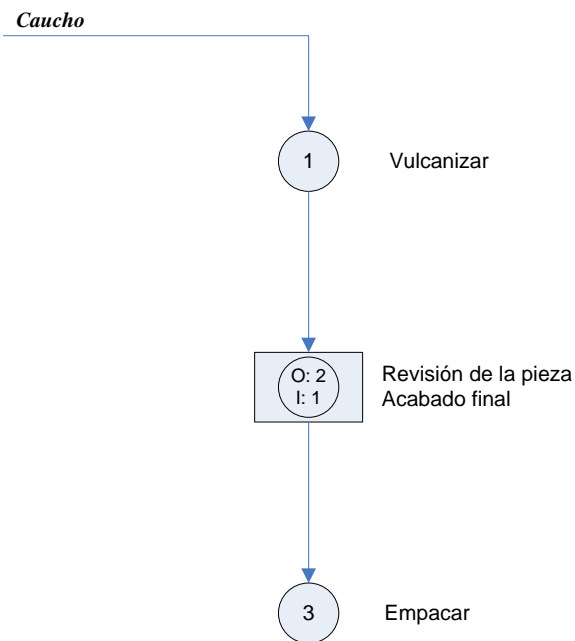 Caucho
1
Vulcanizar
O: 2
I: 1
Revisión de la pieza
Acabado final
3
Empacar